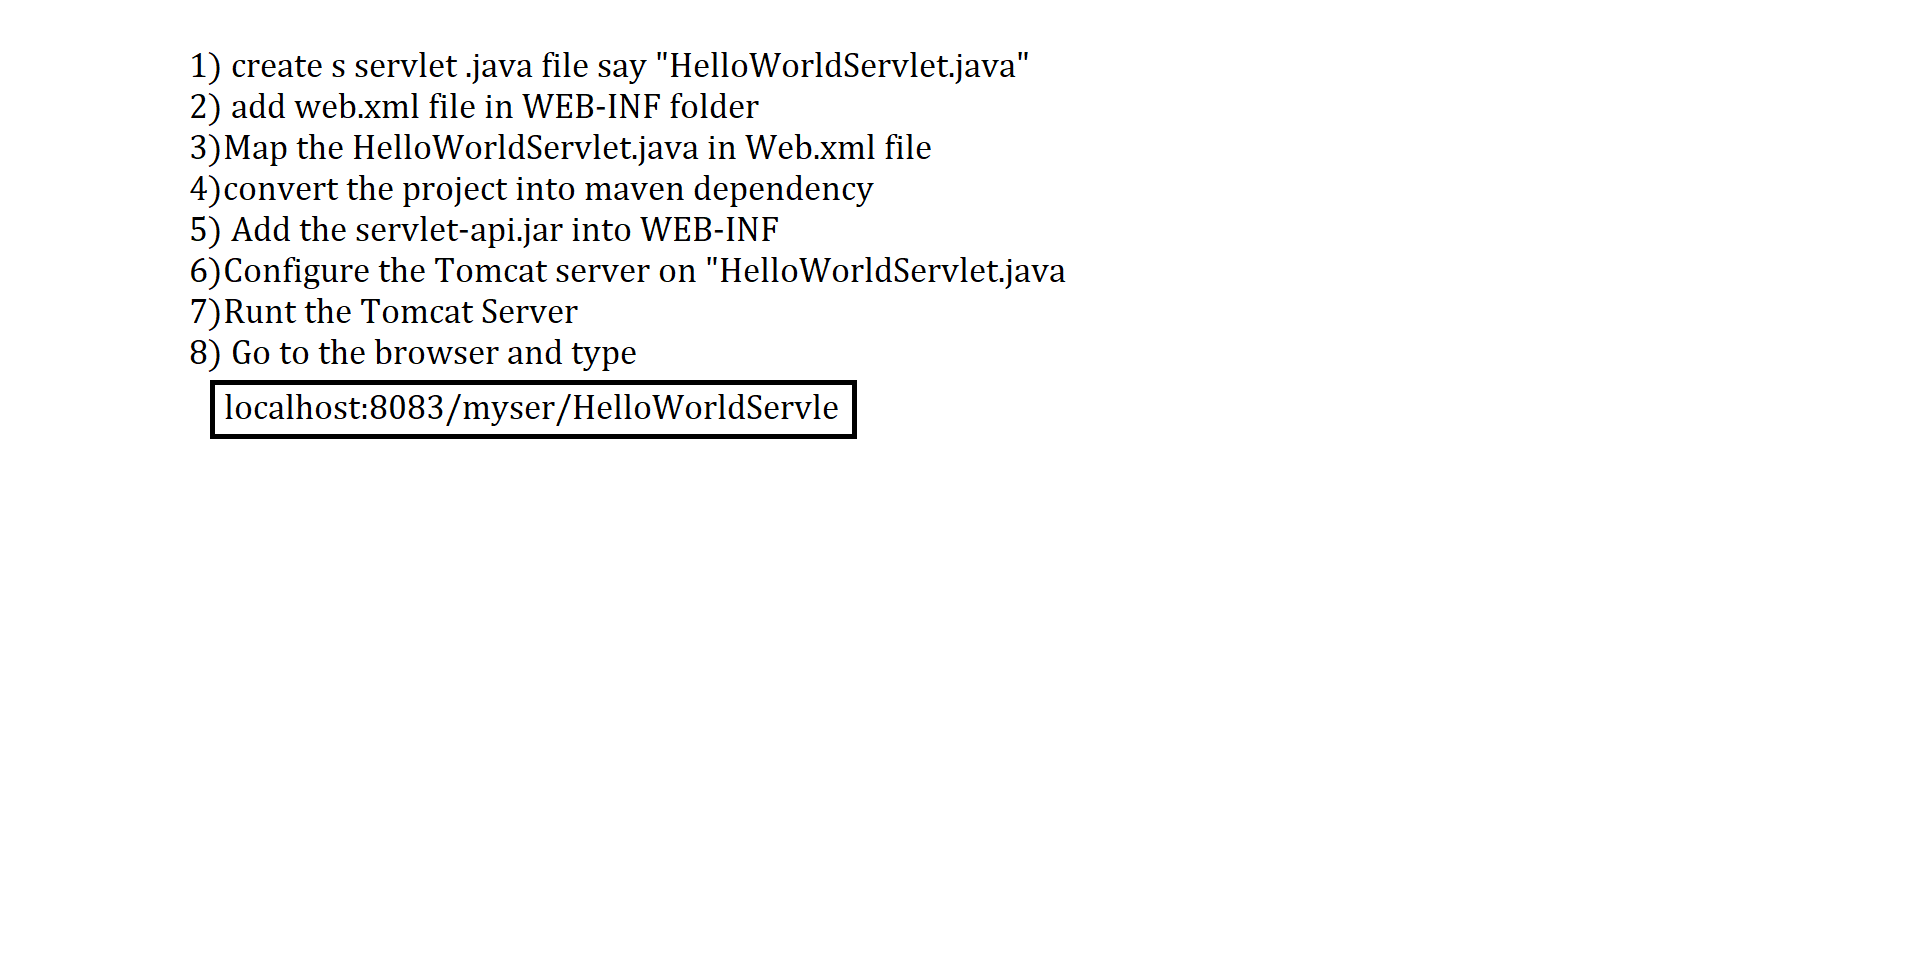 1) create s servlet .java file say "HelloWorldServlet.java"
2) add web.xml file in WEB-INF folder
3)Map the HelloWorldServlet.java in Web.xml file
4)convert the project into maven dependency
5) Add the servlet-api.jar into WEB-INF
6)Configure the Tomcat server on "HelloWorldServlet.java
7)Runt the Tomcat Server
8) Go to the browser and type
localhost:8083/myser/HelloWorldServle